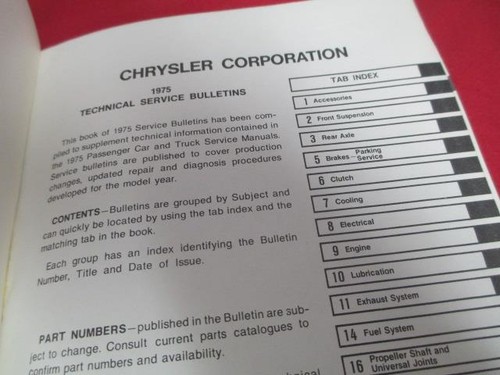 CHRYSLER CORPORATION
1975
TECHNICAL SERVICE BULLETINS
This book of 1975 Service Bulletins has been com-
piled to supplement technical information contained in
the 1975 Passenger Car and Truck Service Manuals.
Service bulletins are published to cover production
changes, updated repair and diagnosis procedures
developed for the model year.
CONTENTS—Bulletins are grouped by Subject and
can quickly be located by using the tab index and the
matching tab in the book.
Each group has an index identifying the Bulletin
Number, Title and Date of Issue.
PART NUMBERS—published in the Bulletin are sub-
ject to change. Consult current parts catalogues to
confirm part numbers and availability.
TAB INDEX
1 Accessories
2 Front Suspension
3 Rear Axle
5 Brakes—Parking
Service
6 Clutch
7 Cooling
8 Electrical
9 Engine
10 Lubrication
11 Exhaust System
14 Fuel System
16 Propeller Shaft and
Universal Joints